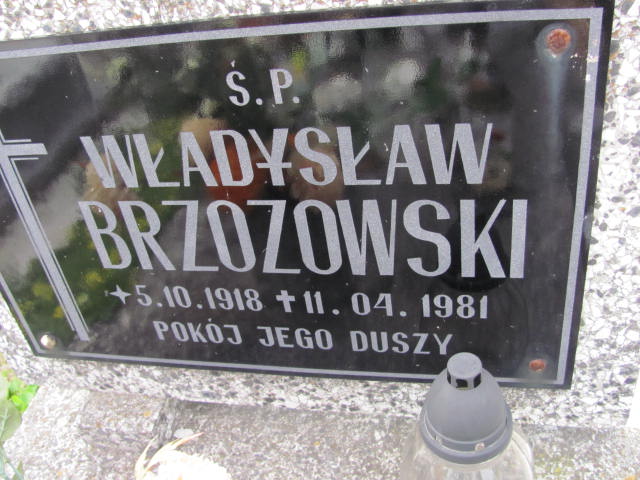 Ś.P.
WŁADYSŁAW
BRZOZOWSKI
✦5.10.1918 ✝11.04.1981
POKÓJ JEGO DUSZY